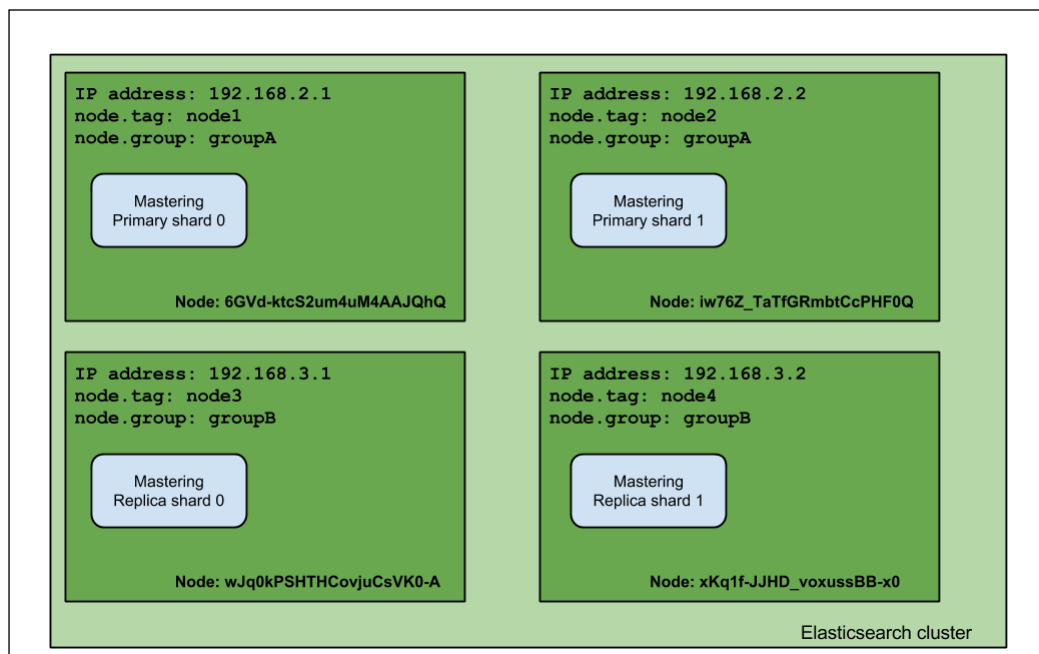 IP address: 192.168.2.1
node.tag: node1
node.group: groupA
Mastering
Primary shard 0
Node: 6GVd-ktcS2um4uM4AAJQhQ
IP address: 192.168.2.2
node.tag: node2
node.group: groupA
Mastering
Primary shard 1
Node: iw76Z_TaTfGRmbtCcPHF0Q
IP address: 192.168.3.1
node.tag: node3
node.group: groupB
Mastering
Replica shard 0
Node: wJq0kPSHTHCovjuCsVK0-A
IP address: 192.168.3.2
node.tag: node4
node.group: groupB
Mastering
Replica shard 1
Node: xKq1f-JJHD_voxussBB-x0
Elasticsearch cluster